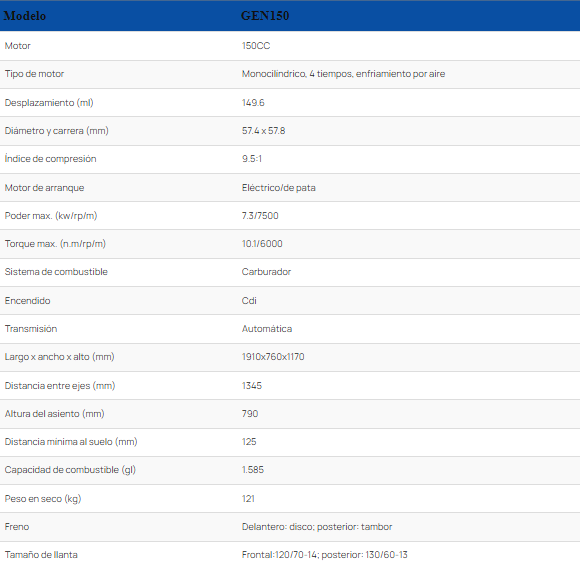 Modelo GEN150
Motor 150CC
Tipo de motor Monocilíndrico, 4 tiempos, enfriamiento por aire
Desplazamiento (ml) 149.6
Diámetro y carrera (mm) 57.4 x 57.8
Índice de compresión 9.5:1
Motor de arranque Eléctrico/de pata
Poder max. (kw/rp/m) 7.3/7500
Torque max. (n.m/rp/m) 10.1/6000
Sistema de combustible Carburador
Encendido Cdi
Transmisión Automática
Largo x ancho x alto (mm) 1910x760x1170
Distancia entre ejes (mm) 1345
Altura del asiento (mm) 790
Distancia mínima al suelo (mm) 125
Capacidad de combustible (gl) 1.585
Peso en seco (kg) 121
Freno Delantero: disco; posterior: tambor
Tamaño de llanta Frontal:120/70-14; posterior: 130/60-13